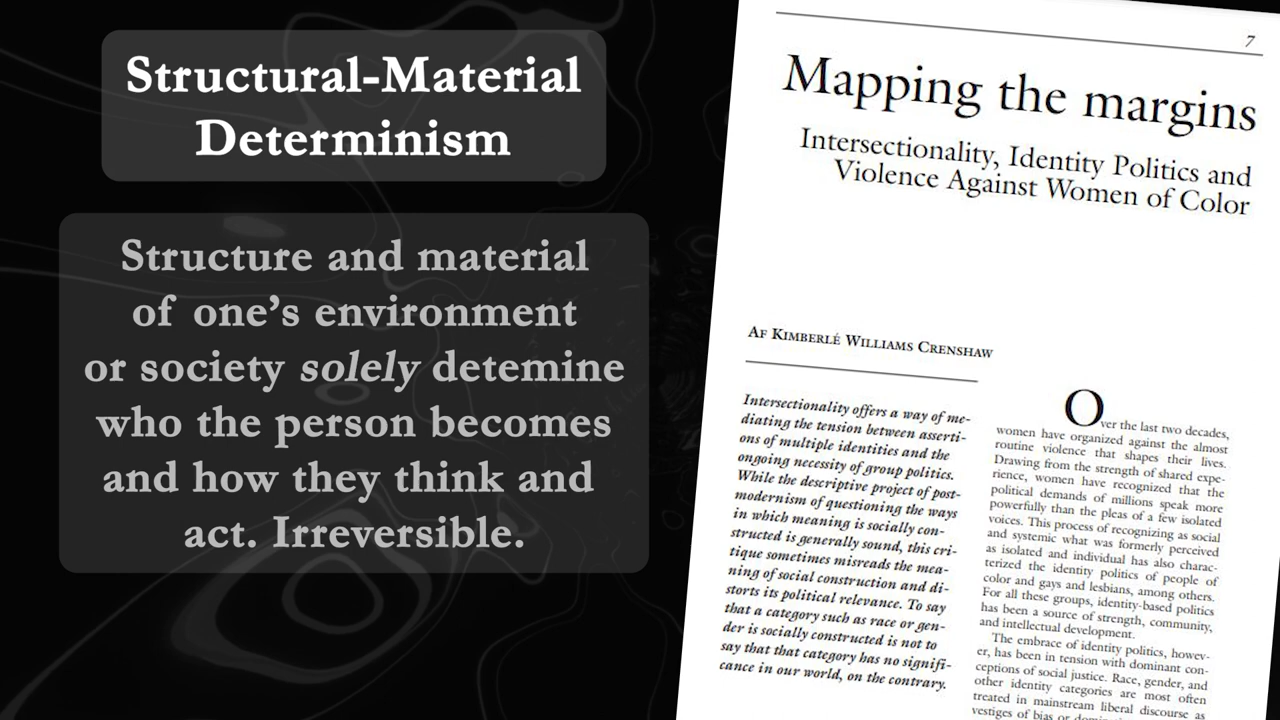 Structural-Material
Determinism
Structure and material
of one's environment
or society solely detemine
who the person becomes
and how they think and
act. Irreversible.
7
Mapping the margins
Intersectionality, Identity Politics and
Violence Against Women of Color
AF KIMBERLÉ WILLIAMS CRENSHAW
Intersectionality offers a way of me-
diating the tension between asserti-
ons of multiple identities and the
ongoing necessity of group politics.
While the descriptive project of post-
modernism of questioning the ways
in which meaning is socially con-
structed is generally sound, this cri-
tique sometimes misreads the mea-
ning of social construction and di-
storts its political relevance. To say
that a category such as race or gen-
der is socially constructed is not to
say that that category has no signifi-
cance in our world, on the contrary.
Over the last two decades,
women have organized against the almost
routine violence that shapes their lives.
Drawing from the strength of shared expe-
rience, women have recognized that the
political demands of millions speak more
powerfully than the pleas of a few isolated
voices. This process of recognizing as social
and systemic what was formerly perceived
as isolated and individual has also charac-
terized the identity politics of people of
color and gays and lesbians, among others.
For all these groups, identity-based politics
has been a source of strength, community,
and intellectual development.
The embrace of identity politics, howev-
er, has been in tension with dominant con-
ceptions of social justice. Race, gender, and
other identity categories are most often
treated in mainstream liberal discourse as
vestiges of bias or